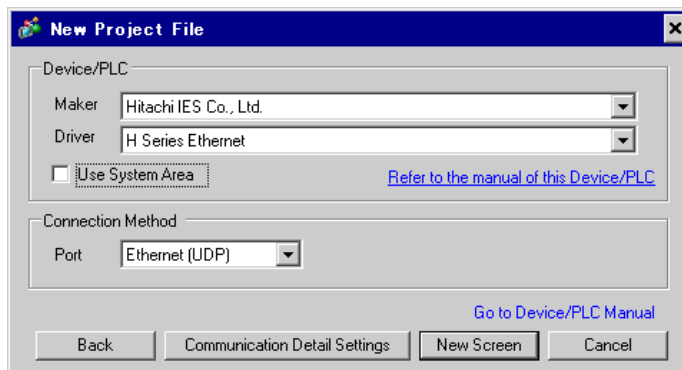 New Project File
Device/PLC
Maker Hitachi IES Co., Ltd.
Driver H Series Ethernet
Use System Area Refer to the manual of this Device/PLC
Connection Method
Port Ethernet (UDP)
Go to Device/PLC Manual
Back Communication Detail Settings New Screen Cancel